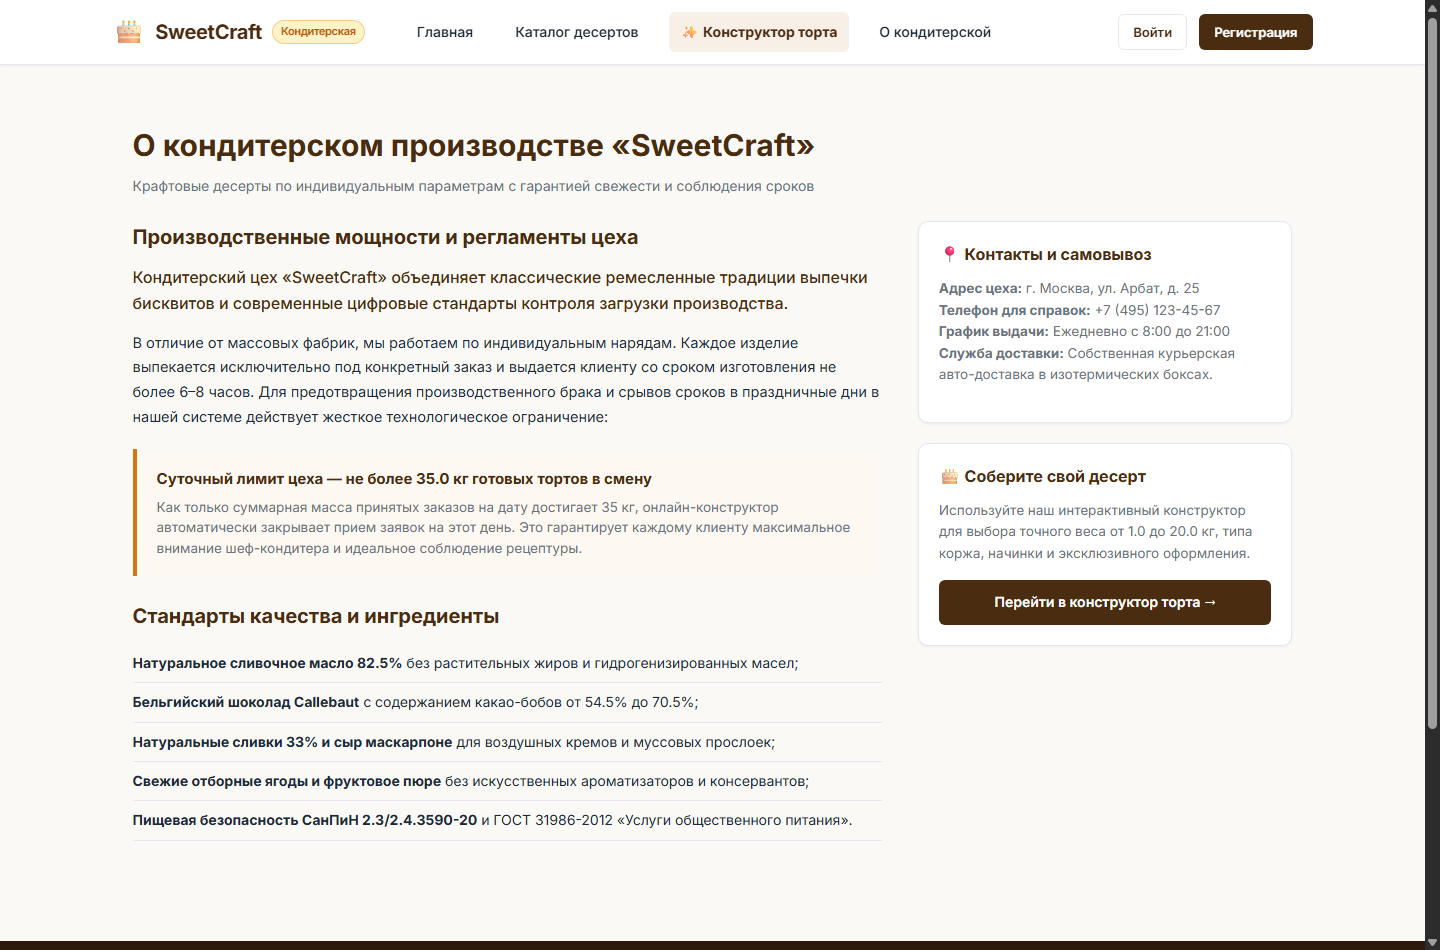 SweetCraft
Кондитерская
Главная
Каталог десертов
✨ Конструктор торта
О кондитерской
Войти
Регистрация
О кондитерском производстве «SweetCraft»
Крафтовые десерты по индивидуальным параметрам с гарантией свежести и соблюдения сроков
Производственные мощности и регламенты цеха
Кондитерский цех «SweetCraft» объединяет классические ремесленные традиции выпечки
бисквитов и современные цифровые стандарты контроля загрузки производства.
В отличие от массовых фабрик, мы работаем по индивидуальным нарядам. Каждое изделие
выпекается исключительно под конкретный заказ и выдается клиенту со сроком изготовления не
более 6–8 часов. Для предотвращения производственного брака и срывов сроков в праздничные дни в
нашей системе действует жесткое технологическое ограничение:
Суточный лимит цеха — не более 35.0 кг готовых тортов в смену
Как только суммарная масса принятых заказов на дату достигает 35 кг, онлайн-конструктор
автоматически закрывает прием заявок на этот день. Это гарантирует каждому клиенту максимальное
внимание шеф-кондитера и идеальное соблюдение рецептуры.
Стандарты качества и ингредиенты
Натуральное сливочное масло 82.5% без растительных жиров и гидрогенизированных масел;
Бельгийский шоколад Callebaut с содержанием какао-бобов от 54.5% до 70.5%;
Натуральные сливки 33% и сыр маскарпоне для воздушных кремов и муссовых прослоек;
Свежие отборные ягоды и фруктовое пюре без искусственных ароматизаторов и консервантов;
Пищевая безопасность СанПиН 2.3/2.4.3590-20 и ГОСТ 31986-2012 «Услуги общественного питания».
📍 Контакты и самовывоз
Адрес цеха: г. Москва, ул. Арбат, д. 25
Телефон для справок: +7 (495) 123-45-67
График выдачи: Ежедневно с 8:00 до 21:00
Служба доставки: Собственная курьерская
авто-доставка в изотермических боксах.
🎂 Соберите свой десерт
Используйте наш интерактивный конструктор
для выбора точного веса от 1.0 до 20.0 кг, типа
коржа, начинки и эксклюзивного оформления.
Перейти в конструктор торта →